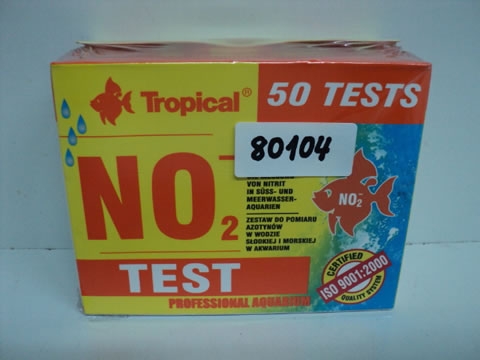 Tropical®
50 TESTS
80104
NO₂⁻
VON NITRIT
IN SÜSS- UND
MEERWASSER-
AQUARIEN
ZESTAW DO POMIARU
AZOTYNÓW
W WODZIE
SŁODKIEJ I MORSKIEJ
W AKWARIUM
NO₂⁻
TEST
PROFESSIONAL AQUARIUM
CERTIFIED
ISO 9001:2000
QUALITY SYSTEM